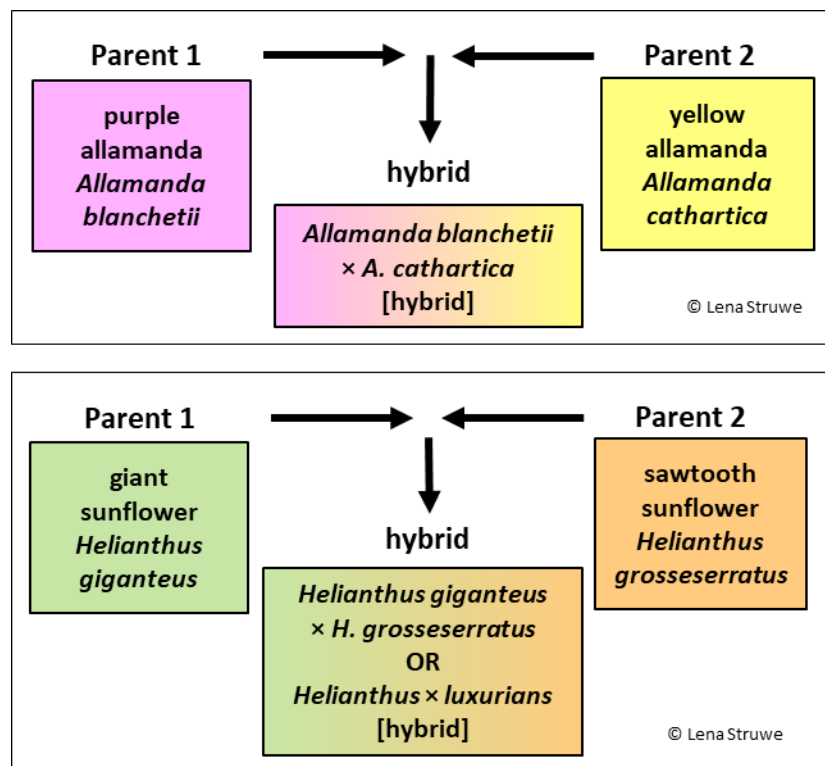 Parent 1
Parent 2
purple
allamanda
Allamanda
blanchetii
yellow
allamanda
Allamanda
cathartica
hybrid
Allamanda blanchetii
× A. cathartica
[hybrid]
© Lena Struwe
Parent 1
Parent 2
giant
sunflower
Helianthus
giganteus
sawtooth
sunflower
Helianthus
grosseserratus
hybrid
Helianthus giganteus
× H. grosseserratus
OR
Helianthus × luxurians
[hybrid]
© Lena Struwe